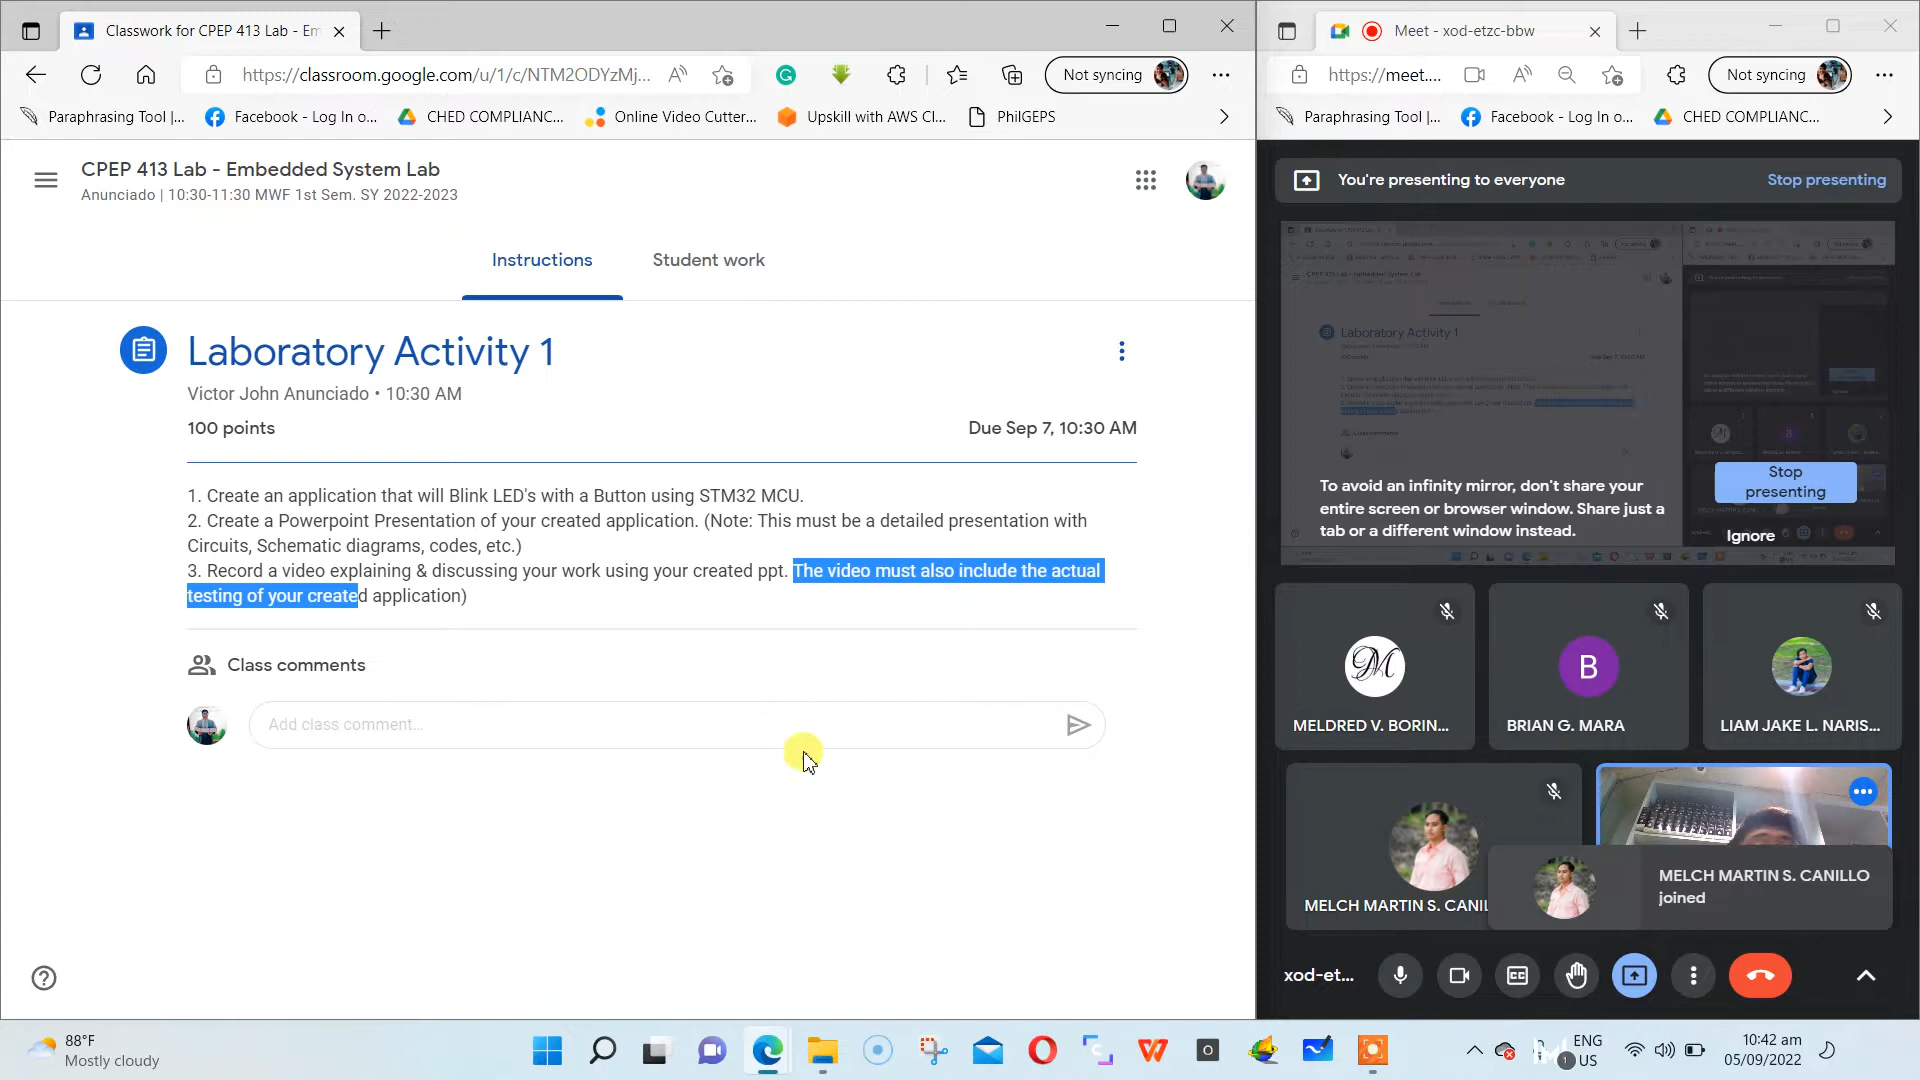 Classwork for CPEP 413 Lab - Em
Meet - xod-etzc-bbw
https://classroom.google.com/u/1/c/NTM2ODYzMj...
Not syncing
https://meet....
Not syncing
Paraphrasing Tool |...
Facebook - Log In o...
CHED COMPLIANC...
Online Video Cutter...
Upskill with AWS Cl...
PhilGEPS
Paraphrasing Tool |...
Facebook - Log In o...
CHED COMPLIANC...
CPEP 413 Lab - Embedded System Lab
Anunciado | 10:30-11:30 MWF 1st Sem. SY 2022-2023
Instructions
Student work
Laboratory Activity 1
Victor John Anunciado • 10:30 AM
100 points
Due Sep 7, 10:30 AM
1. Create an application that will Blink LED's with a Button using STM32 MCU.
2. Create a Powerpoint Presentation of your created application. (Note: This must be a detailed presentation with
Circuits, Schematic diagrams, codes, etc.)
3. Record a video explaining & discussing your work using your created ppt. The video must also include the actual
testing of your created application)
Class comments
Add class comment...
You're presenting to everyone
Stop presenting
Laboratory Activity 1
To avoid an infinity mirror, don't share your
entire screen or browser window. Share just a
tab or a different window instead.
Stop
presenting
Ignore
M
MELDRED V. BORIN...
B
BRIAN G. MARA
LIAM JAKE L. NARIS...
MELCH MARTIN S. CANIL
MELCH MARTIN S. CANILLO
joined
xod-et...
88°F
Mostly cloudy
ENG
US
1
10:42 am
05/09/2022